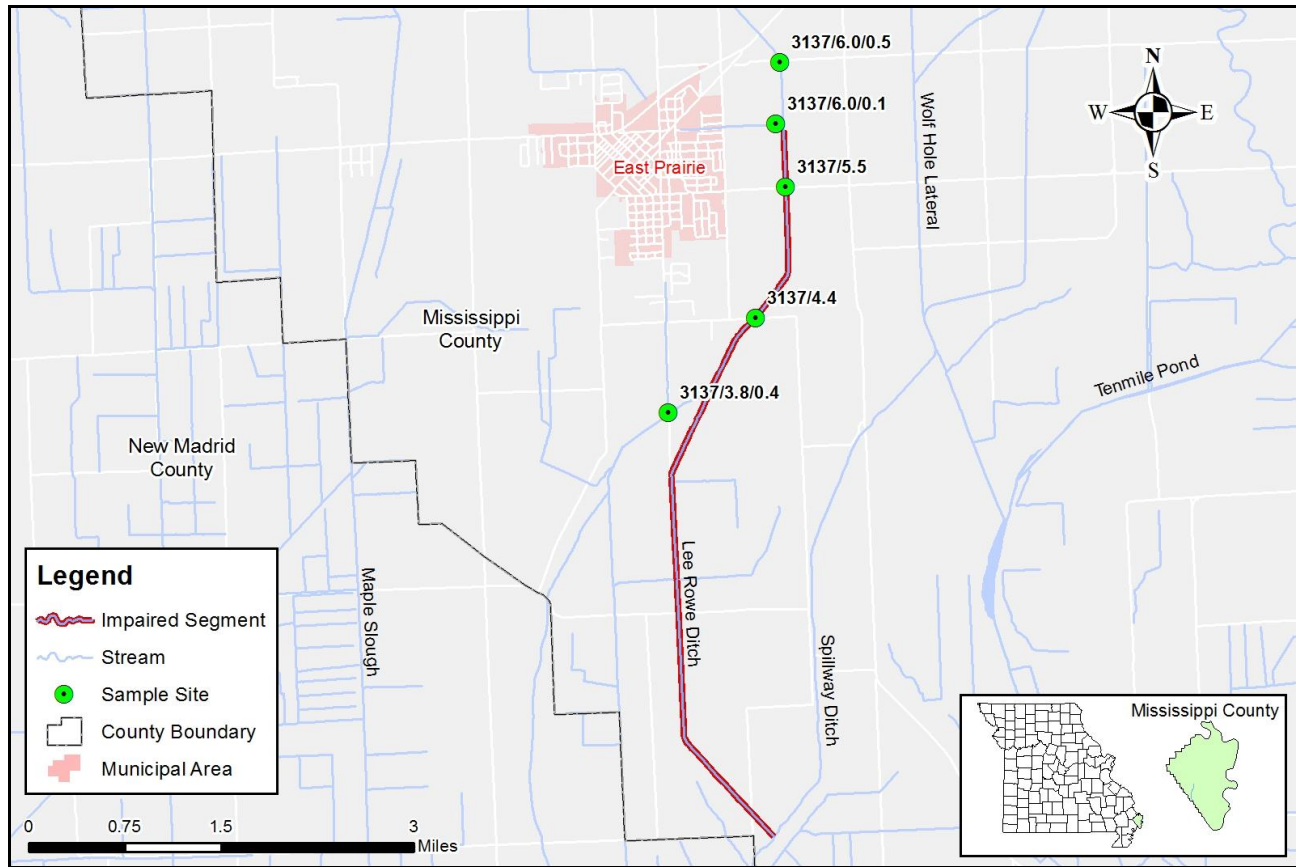 3137/6.0/0.5
N
W
E
S
3137/6.0/0.1
Wolf Hole Lateral
East Prairie
3137/5.5
3137/4.4
Mississippi
County
Tenmile Pond
3137/3.8/0.4
New Madrid
County
Lee Rowe Ditch
Maple Slough
Spillway Ditch
Legend
Impaired Segment
Stream
Sample Site
County Boundary
Municipal Area
Mississippi County
0 0.75 1.5 3
Miles